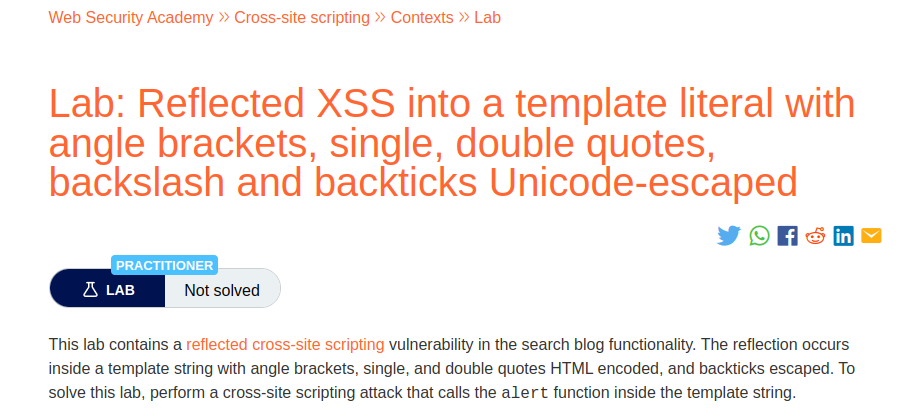 Web Security Academy » Cross-site scripting » Contexts » Lab
Lab: Reflected XSS into a template literal with
angle brackets, single, double quotes,
backslash and backticks Unicode-escaped
PRACTITIONER
LAB Not solved
This lab contains a reflected cross-site scripting vulnerability in the search blog functionality. The reflection occurs
inside a template string with angle brackets, single, and double quotes HTML encoded, and backticks escaped. To
solve this lab, perform a cross-site scripting attack that calls the alert function inside the template string.